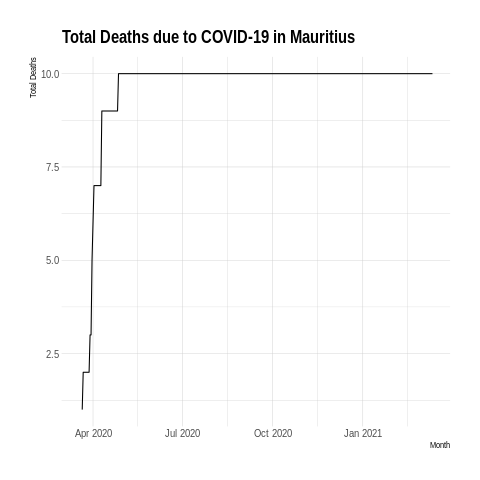 Total Deaths due to COVID-19 in Mauritius
Total Deaths
10.0
7.5
5.0
2.5
Apr 2020 Jul 2020 Oct 2020 Jan 2021
Month